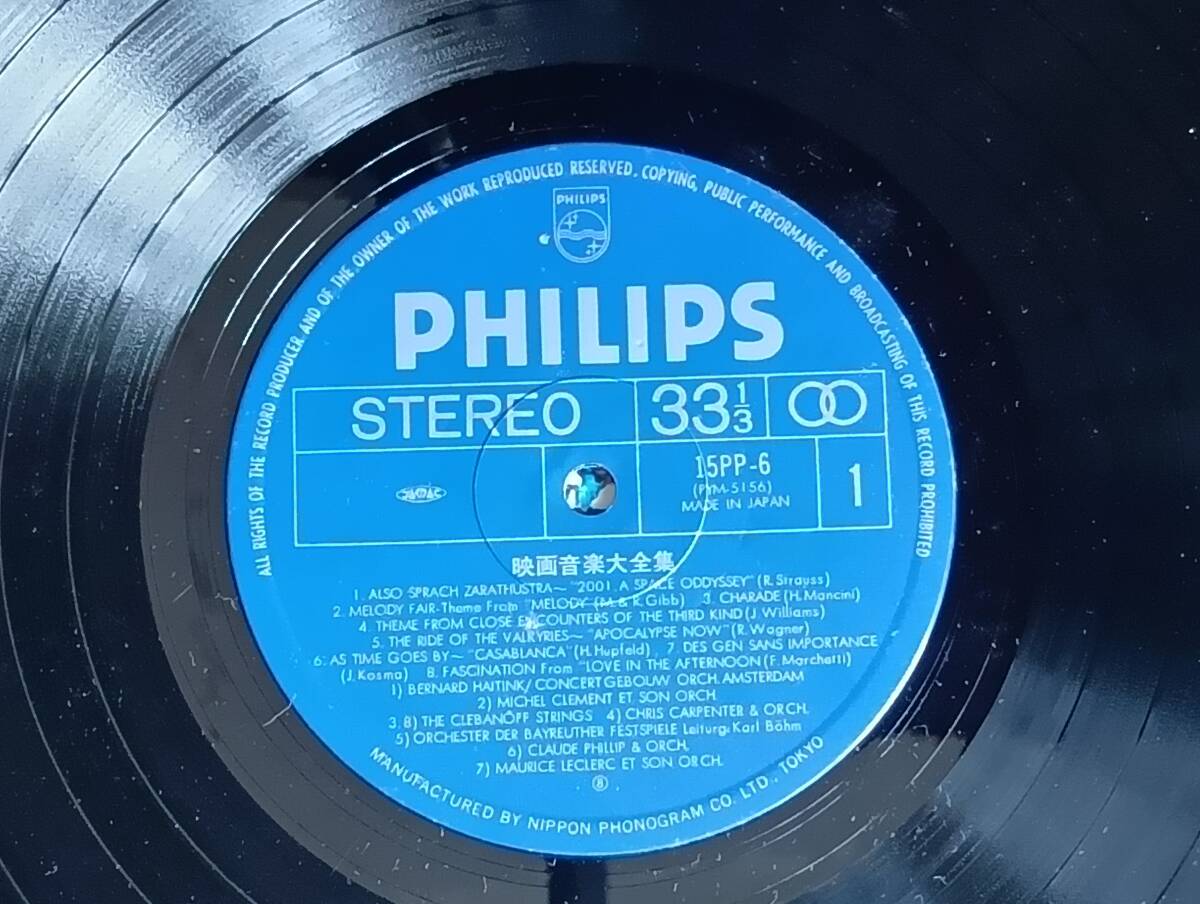 ALL RIGHTS OF THE RECORD PRODUCER AND OF THE OWNER OF THE WORK REPRODUCED RESERVED. COPYING, PUBLIC PERFORMANCE AND BROADCASTING OF THIS RECORD PROHIBITED
PHILIPS
PHILIPS
STEREO 33 1/3
15PP-6
(PYM-5156)
MADE IN JAPAN
1
映画音楽大全集
1. ALSO SPRACH ZARATHUSTRA~ "2001. A SPACE ODDYSSEY" (R. Strauss)
2. MELODY FAIR-Theme From "MELODY (M.& R. Gibb) 3. CHARADE (H. Mancini)
4. THEME FROM CLOSE ENCOUNTERS OF THE THIRD KIND (J. Williams)
5. THE RIDE OF THE VALKYRIES~ "APOCALYPSE NOW" (R. Wagner)
6. AS TIME GOES BY~ "CASABLANCA" (H. Hupfeld) 7. DES GEN SANS IMPORTANCE
(J. Kosma) 8. FASCINATION From "LOVE IN THE AFTERNOON (F. Marchetti)
1) BERNARD HAITINK/CONCERTGEBOUW ORCH. AMSTERDAM
2) MICHEL CLEMENT ET SON ORCH.
3. 8) THE CLEBANOFF STRINGS 4) CHRIS CARPENTER & ORCH.
5) ORCHESTER DER BAYREUTHER FESTSPIELE Leitung: Karl Böhm
6) CLAUDE PHILLIP & ORCH.
7) MAURICE LECLERC ET SON ORCH.
⑧
MANUFACTURED BY NIPPON PHONOGRAM CO. LTD., TOKYO